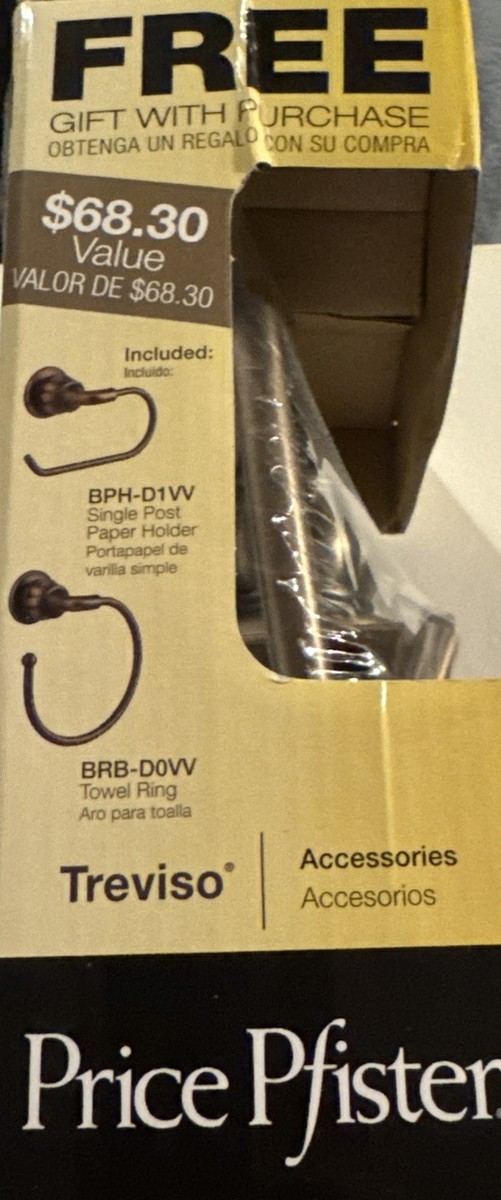 FREE
GIFT WITH PURCHASE
OBTENGA UN REGALO CON SU COMPRA
$68.30
Value
VALOR DE $68.30
Included:
Incluido:
BPH-D1VV
Single Post
Paper Holder
Portapapel de
varilla simple
BRB-D0VV
Towel Ring
Aro para toalla
Treviso®
Accessories
Accesorios
Price Pfister